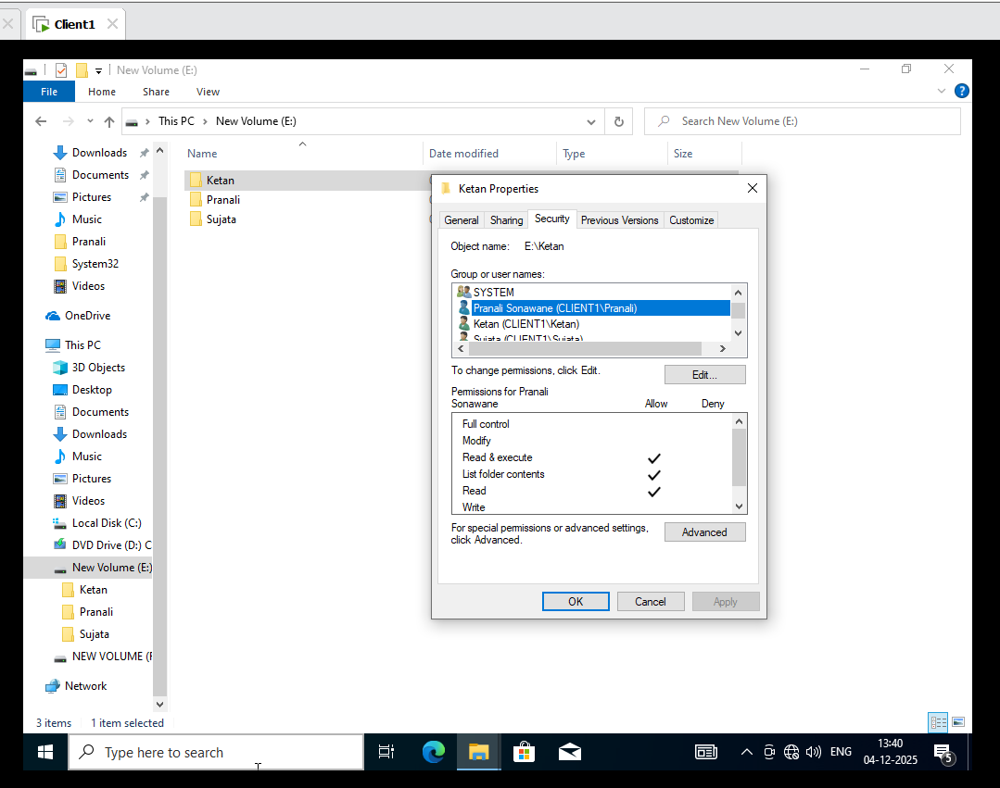 Client1
New Volume (E:)
File Home Share View
This PC New Volume (E:) Search New Volume (E:)
Name Date modified Type Size
Downloads
Documents
Pictures
Music
Pranali
System32
Videos
OneDrive
This PC
3D Objects
Desktop
Documents
Downloads
Music
Pictures
Videos
Local Disk (C:)
DVD Drive (D:) C
New Volume (E:)
Ketan
Pranali
Sujata
NEW VOLUME (F
Network
Ketan
Pranali
Sujata
Ketan Properties
General Sharing Security Previous Versions Customize
Object name: E:\Ketan
Group or user names:
SYSTEM
Pranali Sonawane (CLIENT1\Pranali)
Ketan (CLIENT1\Ketan)
Sujata (CLIENT1\Sujata)
To change permissions, click Edit. Edit...
Permissions for Pranali
Sonawane Allow Deny
Full control
Modify
Read & execute
List folder contents
Read
Write
For special permissions or advanced settings,
click Advanced. Advanced
OK Cancel Apply
3 items 1 item selected
Type here to search
ENG
13:40
04-12-2025
5